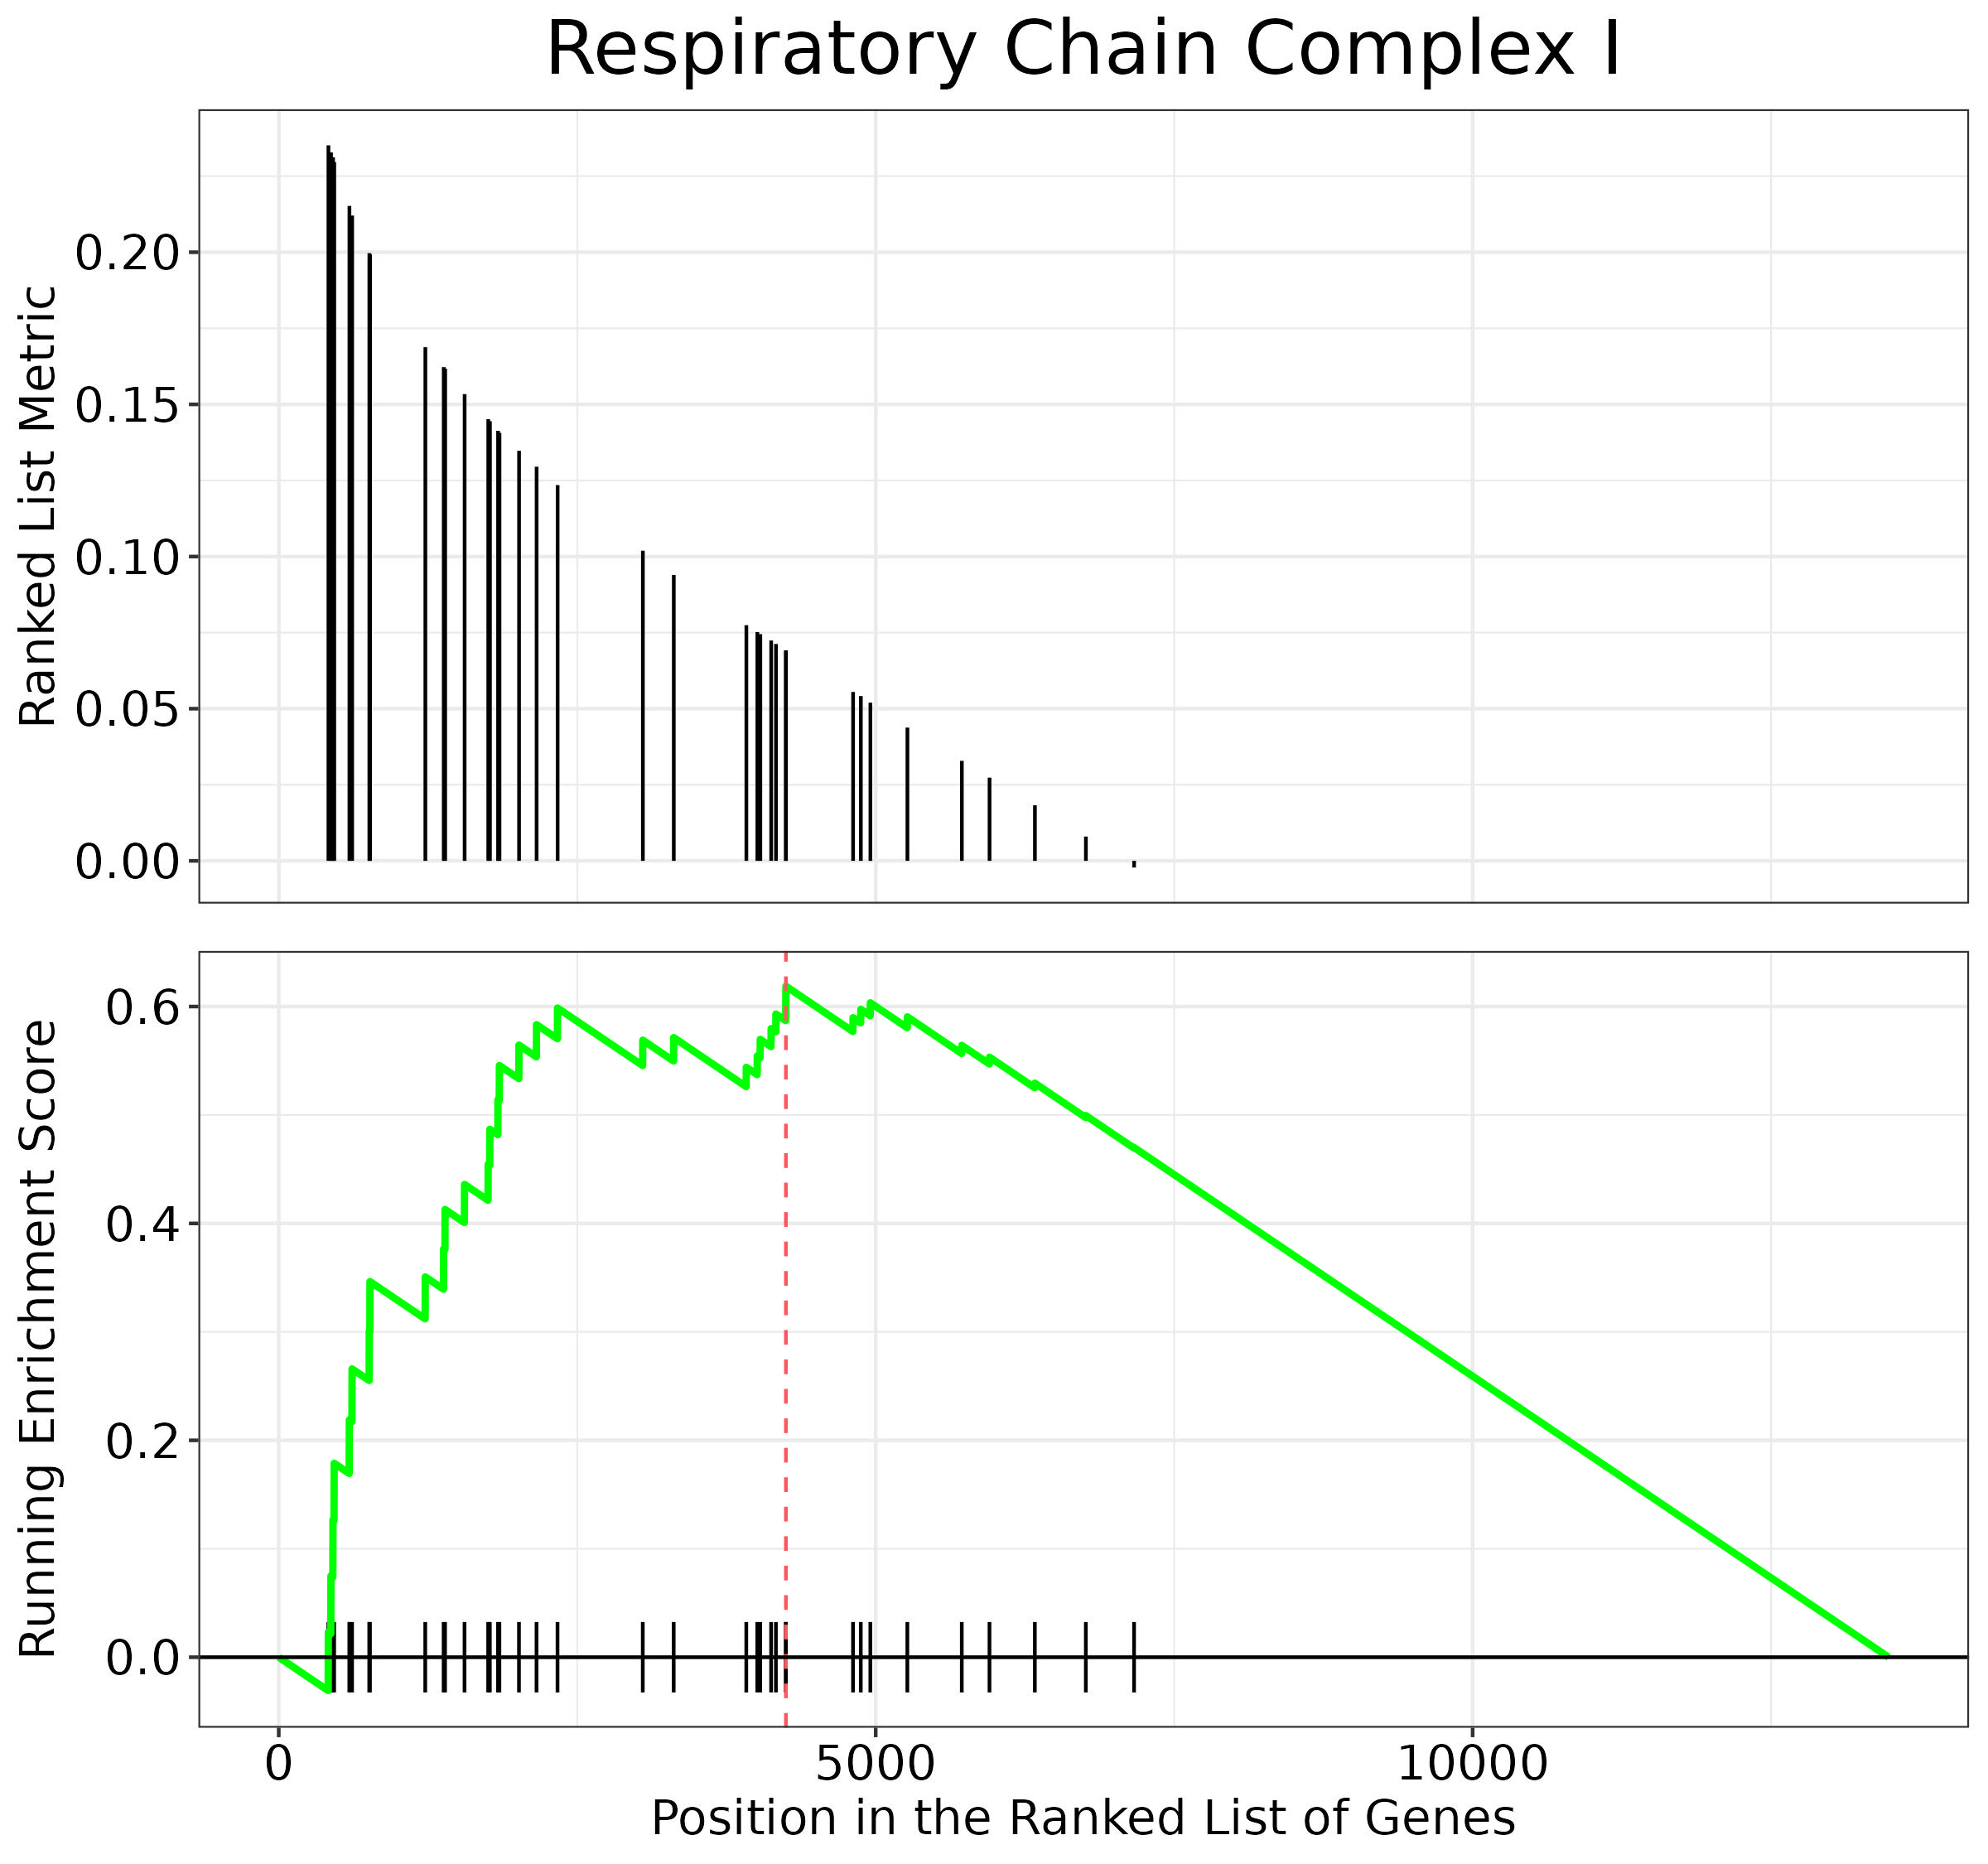 Respiratory Chain Complex I
Ranked List Metric
0.20
0.15
0.10
0.05
0.00
Running Enrichment Score
0.6
0.4
0.2
0.0
0 5000 10000
Position in the Ranked List of Genes